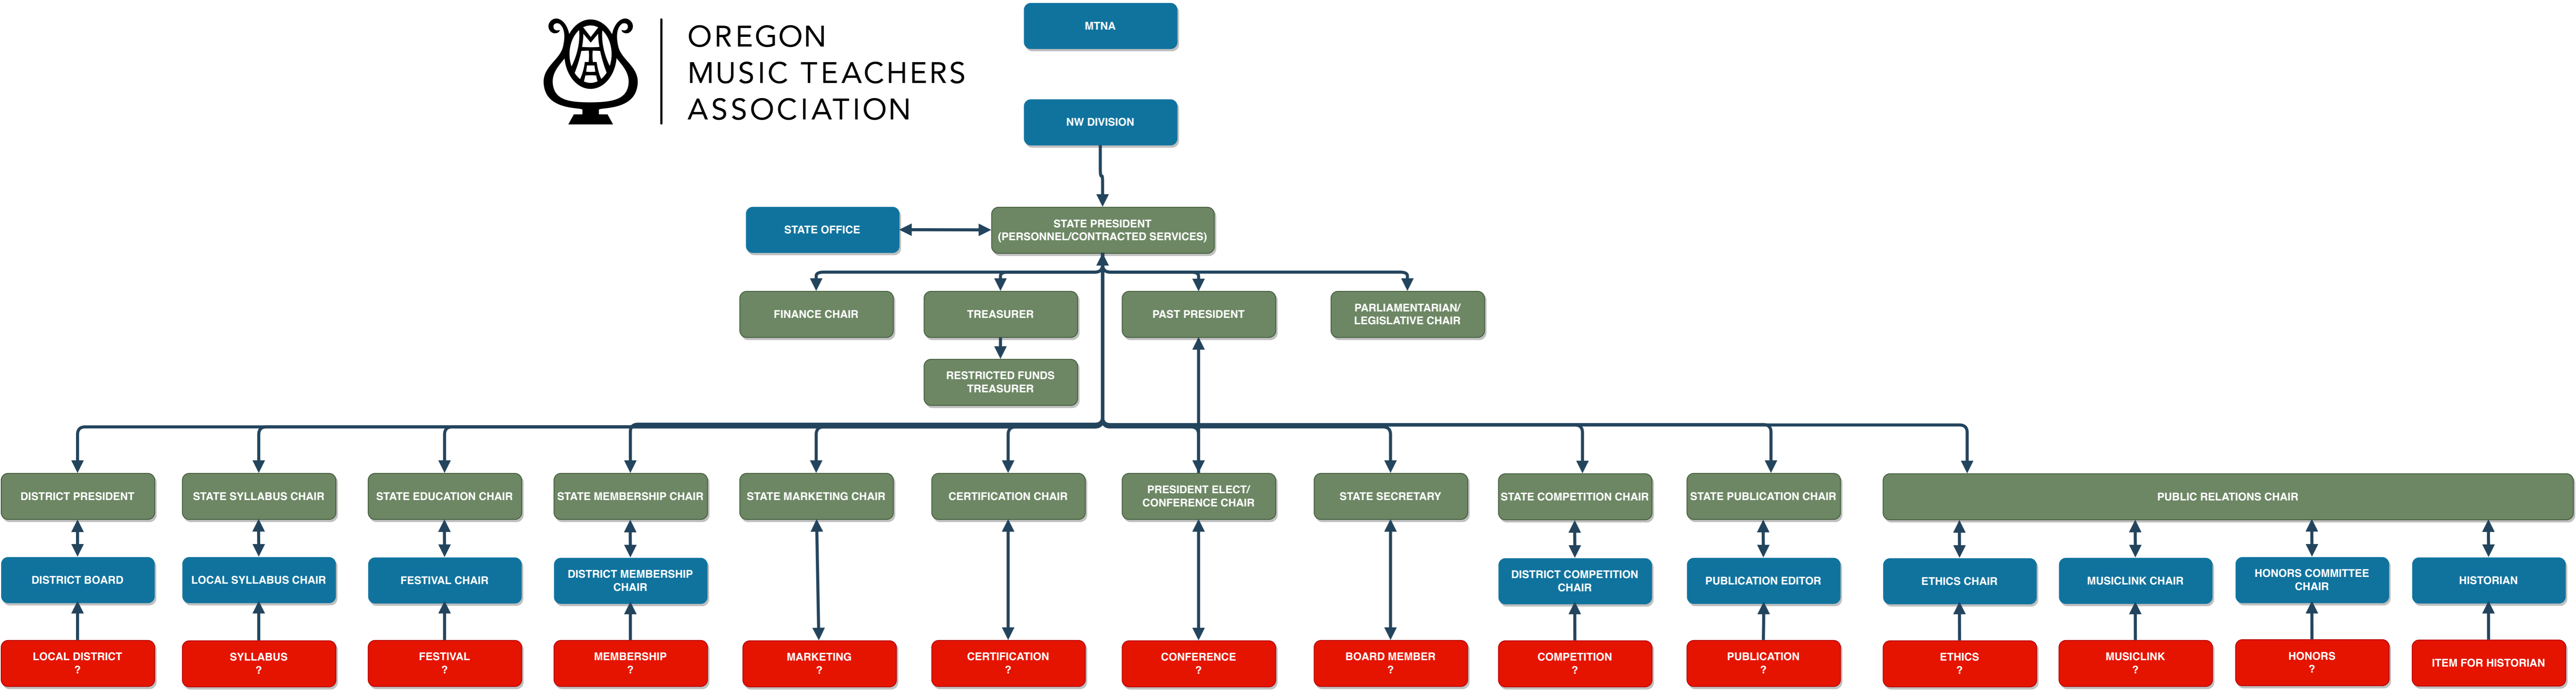 OREGON
MUSIC TEACHERS
ASSOCIATION
MTNA
NW DIVISION
STATE OFFICE
STATE PRESIDENT
(PERSONNEL/CONTRACTED SERVICES)
FINANCE CHAIR
TREASURER
PAST PRESIDENT
PARLIAMENTARIAN/
LEGISLATIVE CHAIR
RESTRICTED FUNDS
TREASURER
DISTRICT PRESIDENT
STATE SYLLABUS CHAIR
STATE EDUCATION CHAIR
STATE MEMBERSHIP CHAIR
STATE MARKETING CHAIR
CERTIFICATION CHAIR
PRESIDENT ELECT/
CONFERENCE CHAIR
STATE SECRETARY
STATE COMPETITION CHAIR
STATE PUBLICATION CHAIR
PUBLIC RELATIONS CHAIR
DISTRICT BOARD
LOCAL SYLLABUS CHAIR
FESTIVAL CHAIR
DISTRICT MEMBERSHIP
CHAIR
DISTRICT COMPETITION
CHAIR
PUBLICATION EDITOR
ETHICS CHAIR
MUSICLINK CHAIR
HONORS COMMITTEE
CHAIR
HISTORIAN
LOCAL DISTRICT
?
SYLLABUS
?
FESTIVAL
?
MEMBERSHIP
?
MARKETING
?
CERTIFICATION
?
CONFERENCE
?
BOARD MEMBER
?
COMPETITION
?
PUBLICATION
?
ETHICS
?
MUSICLINK
?
HONORS
?
ITEM FOR HISTORIAN